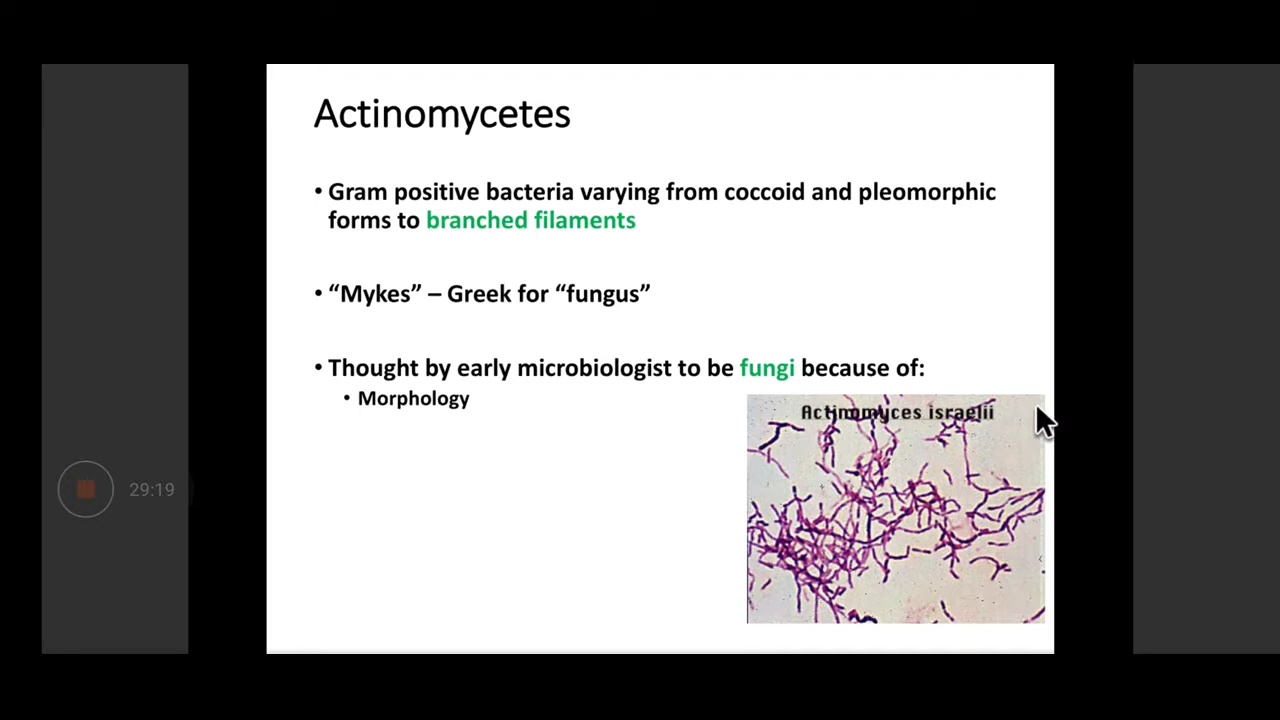 Actinomycetes
• Gram positive bacteria varying from coccoid and pleomorphic
forms to branched filaments
• “Mykes” – Greek for “fungus”
• Thought by early microbiologist to be fungi because of:
• Morphology
Actinomyces israelii
29:19